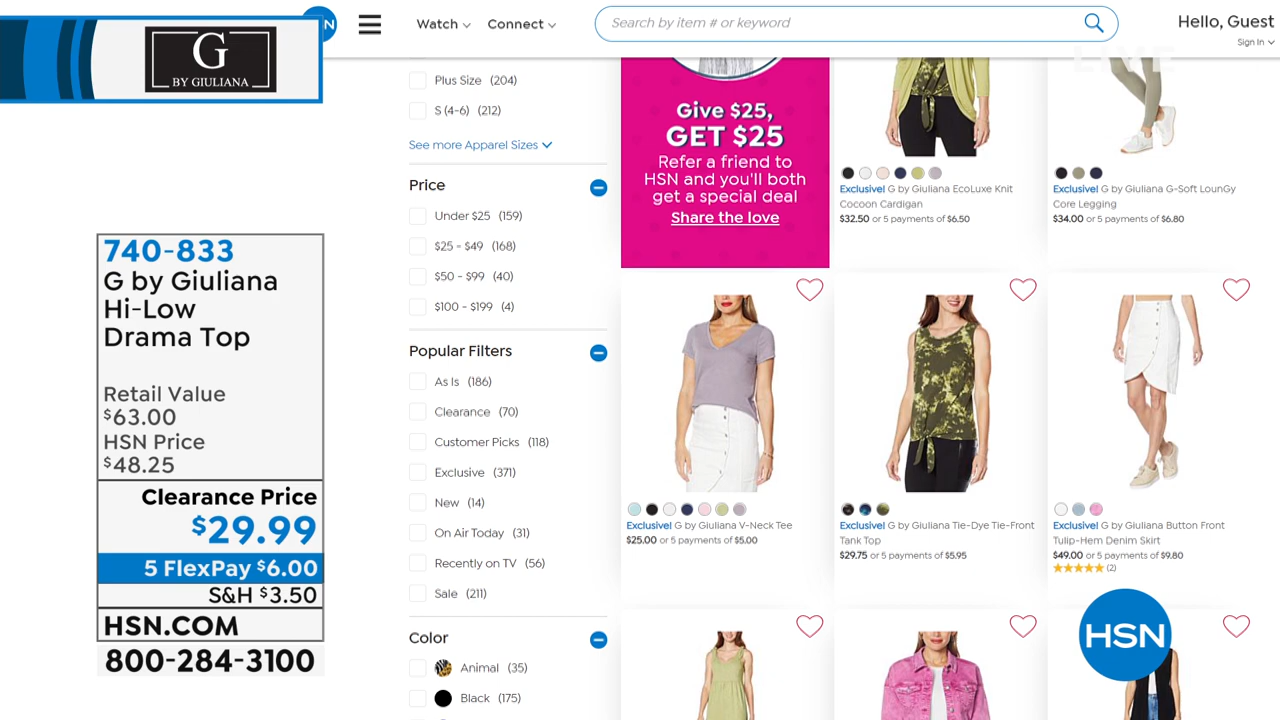 G
BY GIULIANA
N
Watch
Connect
Search by item # or keyword
Hello, Guest
Sign In
LIVE
740-833
G by Giuliana
Hi-Low
Drama Top
Retail Value
$63.00
HSN Price
$48.25
Clearance Price
$29.99
5 FlexPay $6.00
S&H $3.50
HSN.COM
800-284-3100
Plus Size (204)
S (4-6) (212)
See more Apparel Sizes
Price
Under $25 (159)
$25 - $49 (168)
$50 - $99 (40)
$100 - $199 (4)
Popular Filters
As Is (186)
Clearance (70)
Customer Picks (118)
Exclusive (371)
New (14)
On Air Today (31)
Recently on TV (56)
Sale (211)
Color
Animal (35)
Black (175)
Give $25,
GET $25
Refer a friend to
HSN and you'll both
get a special deal
Share the love
Exclusive! G by Giuliana EcoLuxe Knit
Cocoon Cardigan
$32.50 or 5 payments of $6.50
Exclusive! G by Giuliana G-Soft LounGy
Core Legging
$34.00 or 5 payments of $6.80
Exclusive! G by Giuliana V-Neck Tee
$25.00 or 5 payments of $5.00
Exclusive! G by Giuliana Tie-Dye Tie-Front
Tank Top
$29.75 or 5 payments of $5.95
Exclusive! G by Giuliana Button Front
Tulip-Hem Denim Skirt
$49.00 or 5 payments of $9.80
(2)
HSN